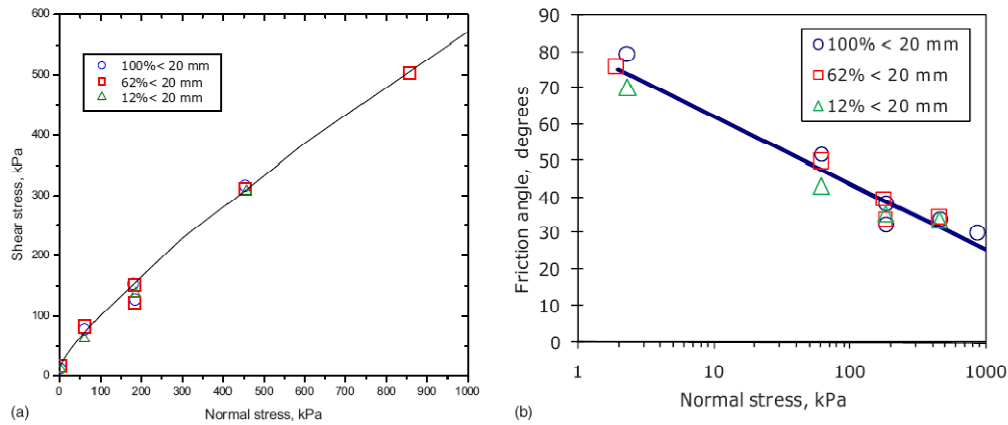 600
500
400
300
200
100
0
0 100 200 300 400 500 600 700 800 900 1000
Shear stress, kPa
Normal stress, kPa
100%< 20 mm
62%< 20 mm
12%< 20 mm
(a)
90
80
70
60
50
40
30
20
10
0
1 10 100 1000
Friction angle, degrees
Normal stress, kPa
100% < 20 mm
62% < 20 mm
12% < 20 mm
(b)